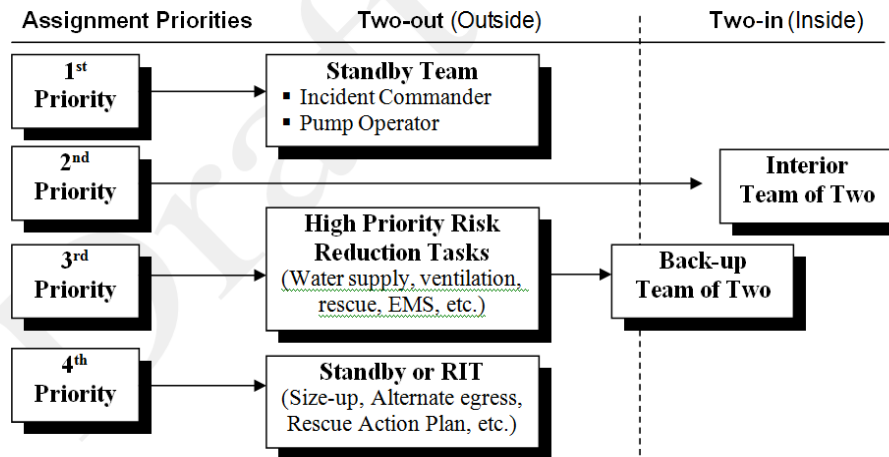 Assignment Priorities
Two-out (Outside)
Two-in (Inside)
1st
Priority
Standby Team
▪ Incident Commander
▪ Pump Operator
2nd
Priority
Interior
Team of Two
3rd
Priority
High Priority Risk
Reduction Tasks
(Water supply, ventilation,
rescue, EMS, etc.)
Back-up
Team of Two
4th
Priority
Standby or RIT
(Size-up, Alternate egress,
Rescue Action Plan, etc.)
Draft